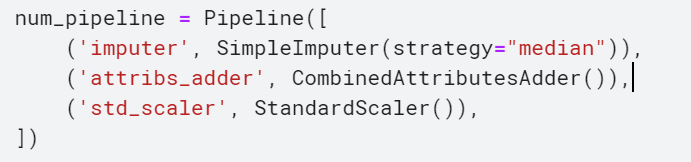 num_pipeline = Pipeline([
    ('imputer', SimpleImputer(strategy="median")),
    ('attribs_adder', CombinedAttributesAdder()),
    ('std_scaler', StandardScaler()),
])